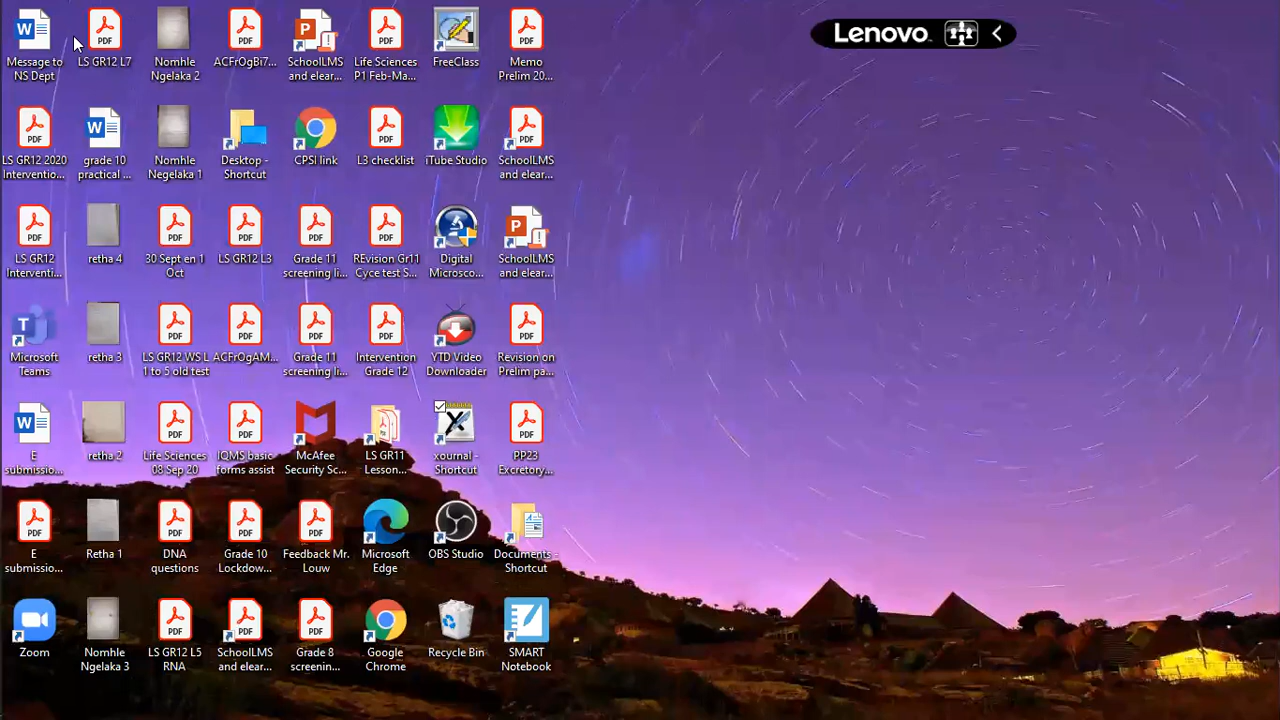 Lenovo
Message to
NS Dept
LS GR12 L7
Nomhle
Ngelaka 2
ACFrOgBi7...
SchoolLMS
and elear...
Life Sciences
P1 Feb-Ma...
FreeClass
Memo
Prelim 20...
LS GR12 2020
Interventio...
grade 10
practical ...
Nomhle
Negelaka 1
Desktop -
Shortcut
CPSI link
L3 checklist
iTube Studio
SchoolLMS
and elear...
LS GR12
Interventi...
retha 4
30 Sept en 1
Oct
LS GR12 L3
Grade 11
screening li...
REvision Gr11
Cyce test S...
Digital
Microsco...
SchoolLMS
and elear...
Microsoft
Teams
retha 3
LS GR12 WS L
1 to 5 old test
ACFrOgAM...
Grade 11
screening li...
Intervention
Grade 12
YTD Video
Downloader
Revision on
Prelim pa...
E
submissio...
retha 2
Life Sciences
08 Sep 20
IQMS basic
forms assist
McAfee
Security Sc...
LS GR11
Lesson...
xournal -
Shortcut
PP23
Excretory...
E
submissio...
Retha 1
DNA
questions
Grade 10
Lockdow...
Feedback Mr.
Louw
Microsoft
Edge
OBS Studio
Documents -
Shortcut
Zoom
Nomhle
Ngelaka 3
LS GR12 L5
RNA
SchoolLMS
and elear...
Grade 8
screenin...
Google
Chrome
Recycle Bin
SMART
Notebook